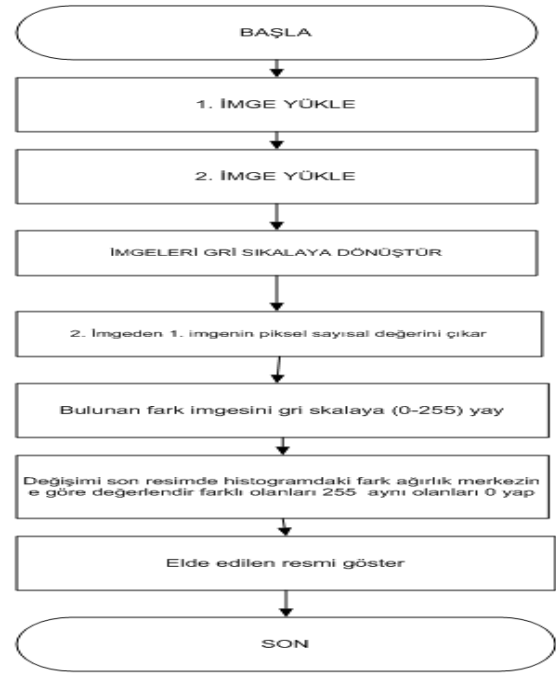 BAŞLA
1. İMGE YÜKLE
2. İMGE YÜKLE
İMGELERİ GRİ SIKALAYA DÖNÜŞTÜR
2. İmgeden 1. imgenin piksel sayısal değerini çıkar
Bulunan fark imgesini gri skalaya (0-255) yay
Değişimi son resimde histogramdaki fark ağırlık merkezin
e göre değerlendir farklı olanları 255 aynı olanları 0 yap
Elde edilen resmi göster
SON